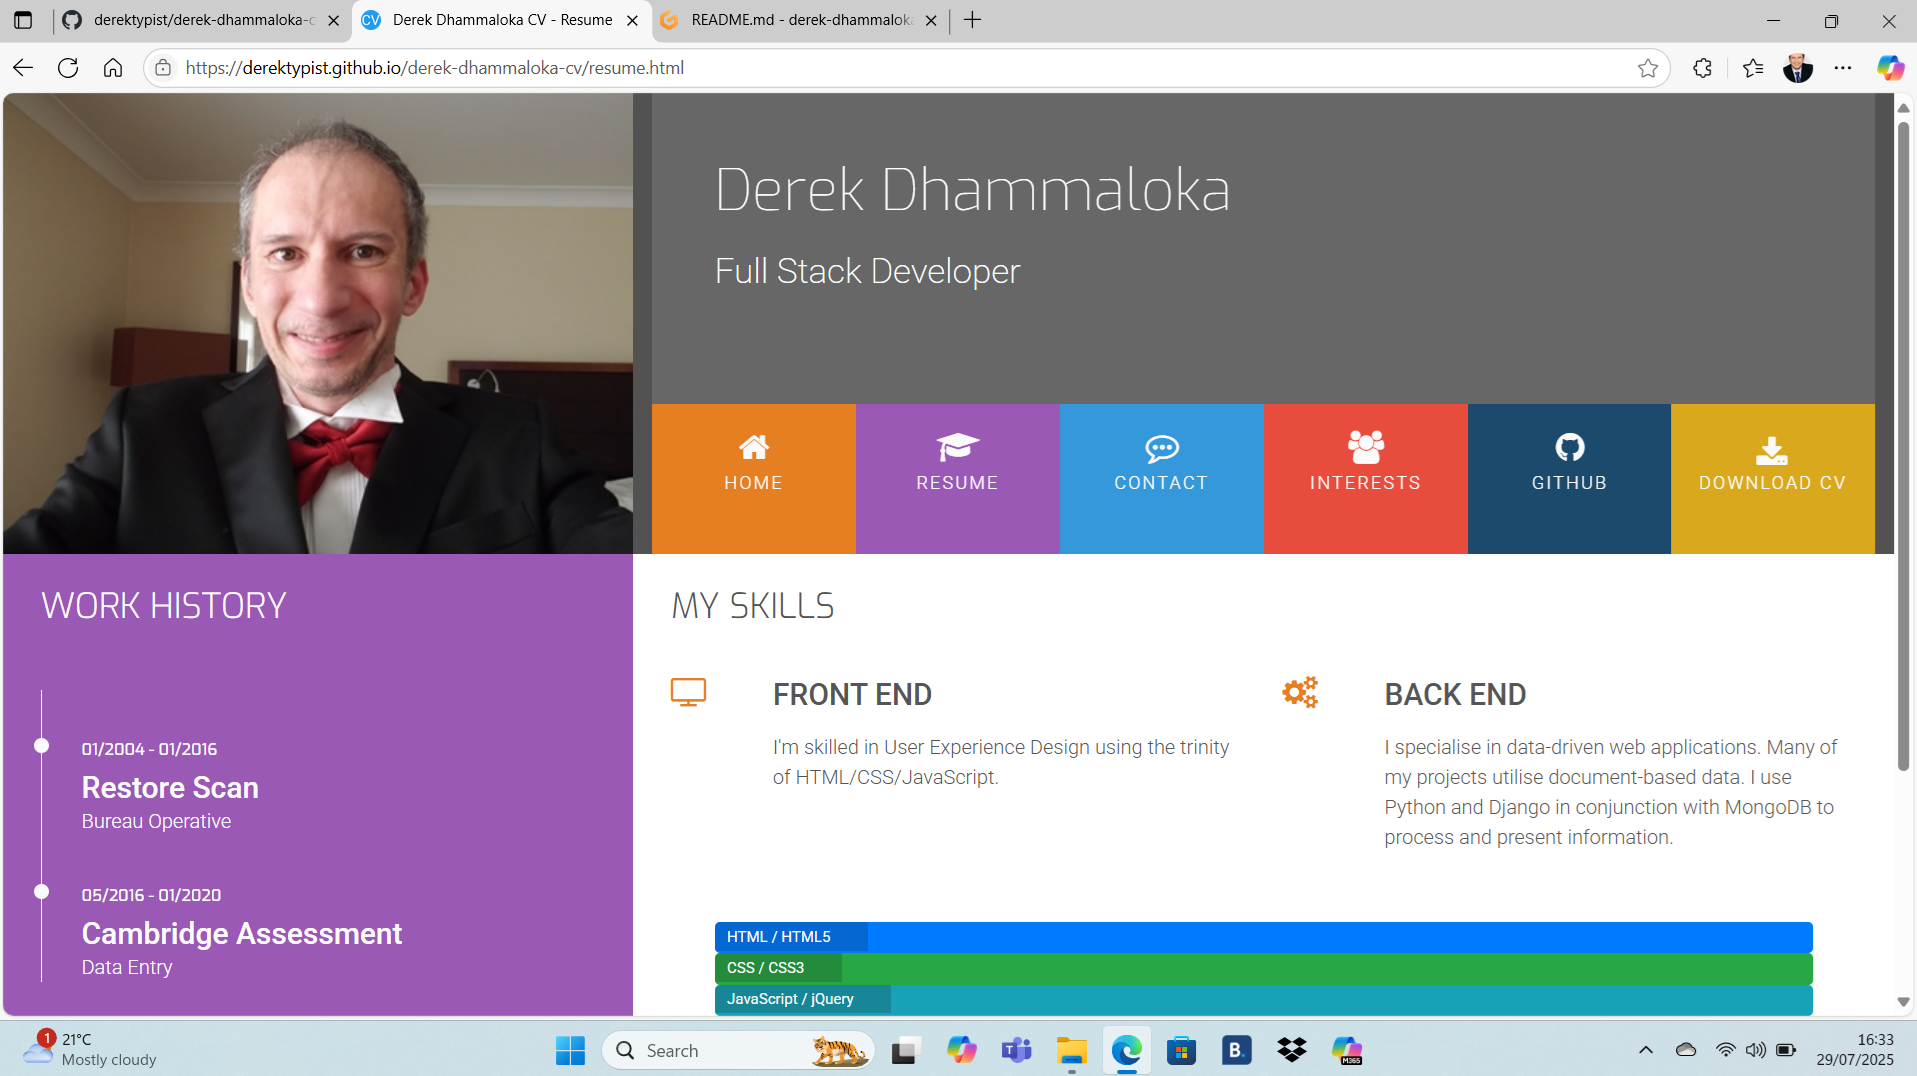 derektypist/derek-dhammaloka-c
Derek Dhammaloka CV - Resume
README.md - derek-dhammaloka
https://derektypist.github.io/derek-dhammaloka-cv/resume.html
CV
Derek Dhammaloka
Full Stack Developer
HOME
RESUME
CONTACT
INTERESTS
GITHUB
DOWNLOAD CV
WORK HISTORY
01/2004 - 01/2016
Restore Scan
Bureau Operative
05/2016 - 01/2020
Cambridge Assessment
Data Entry
MY SKILLS
FRONT END
I'm skilled in User Experience Design using the trinity
of HTML/CSS/JavaScript.
BACK END
I specialise in data-driven web applications. Many of
my projects utilise document-based data. I use
Python and Django in conjunction with MongoDB to
process and present information.
HTML / HTML5
CSS / CSS3
JavaScript / jQuery
1
21°C
Mostly cloudy
Search
B.
M365
16:33
29/07/2025